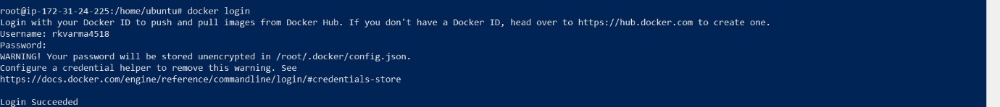 root@ip-172-31-24-225:/home/ubuntu# docker login
Login with your Docker ID to push and pull images from Docker Hub. If you don't have a Docker ID, head over to https://hub.docker.com to create one.
Username: rkvarma4518
Password:
WARNING! Your password will be stored unencrypted in /root/.docker/config.json.
Configure a credential helper to remove this warning. See
https://docs.docker.com/engine/reference/commandline/login/#credentials-store
Login Succeeded